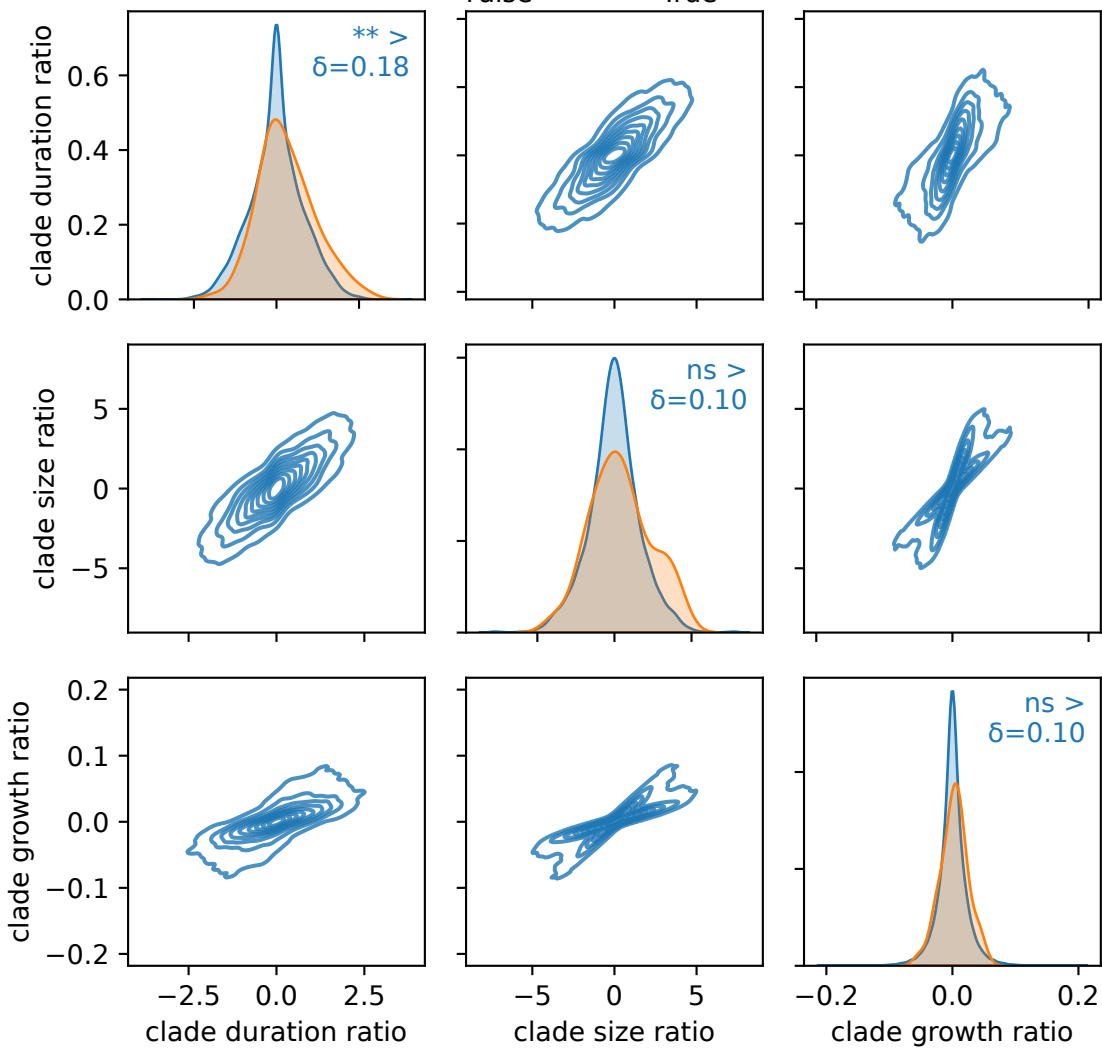 False True
** >
δ=0.18
clade duration ratio
0.6
0.4
0.2
0.0
ns >
δ=0.10
clade size ratio
5
0
−5
ns >
δ=0.10
clade growth ratio
0.2
0.1
0.0
−0.1
−0.2
−2.5 0.0 2.5
−5 0 5
−0.2 0.0 0.2
clade duration ratio
clade size ratio
clade growth ratio